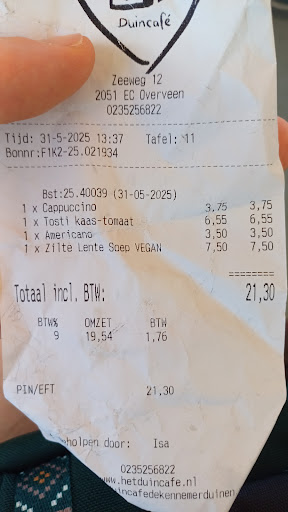 Duincafé
Zeeweg 12
2051 EC Overveen
0235256822
Tijd: 31-5-2025 13:37 Tafel: 11
Bonnr:F1K2-25.021934
Bst:25.40039 (31-05-2025)
1 x Cappuccino 3,75 3,75
1 x Tosti kaas-tomaat 6,55 6,55
1 x Americano 3,50 3,50
1 x Zilte Lente Soep VEGAN 7,50 7,50
========
Totaal incl. BTW: 21,30
BTW% OMZET BTW
9 19,54 1,76
PIN/EFT 21,30
holpen door: Isa
0235256822
www.hetduincafe.nl
uincafedekennemerduinen